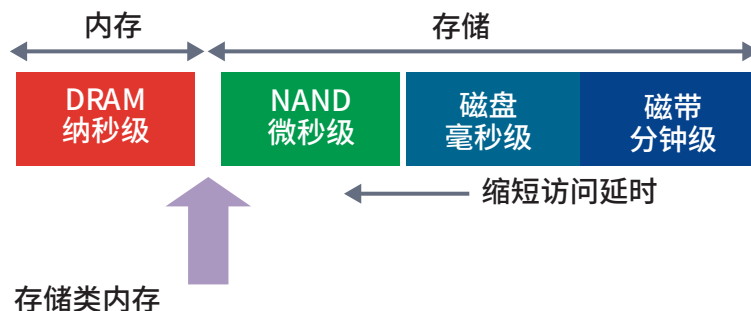 内存
存储
DRAM
纳秒级
NAND
微秒级
磁盘
毫秒级
磁带
分钟级
缩短访问延时
存储类内存